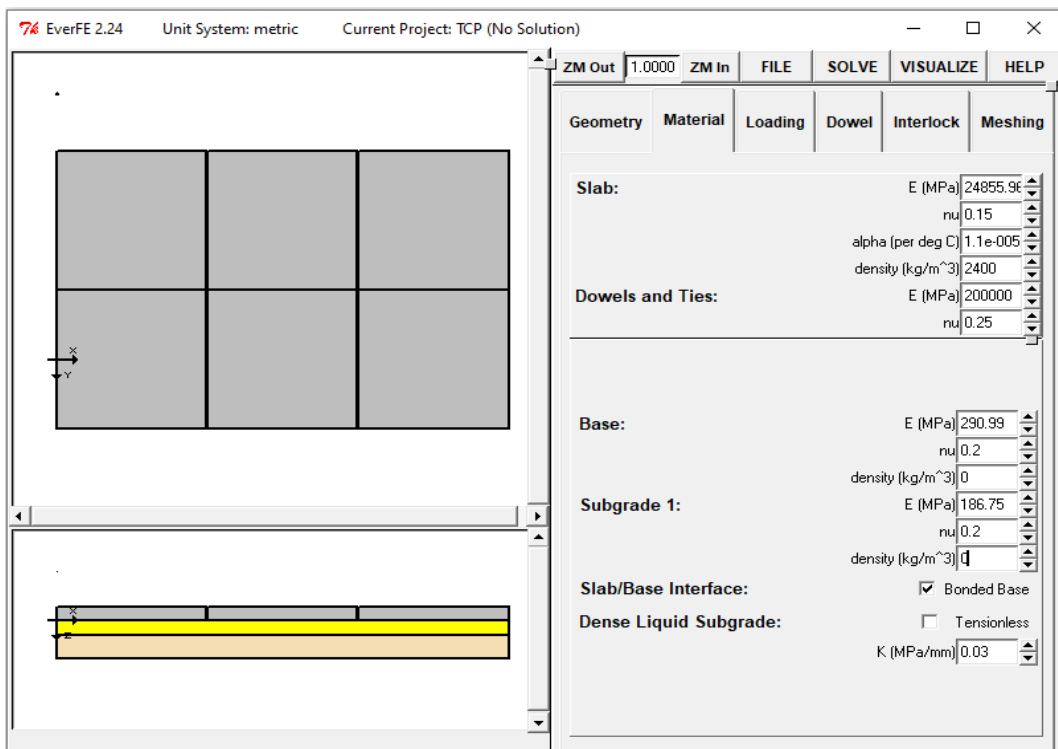 EverFE 2.24 Unit System: metric Current Project: TCP (No Solution)
ZM Out 1.0000 ZM In FILE SOLVE VISUALIZE HELP
Geometry Material Loading Dowel Interlock Meshing
Slab: E (MPa) 24855.96
nu 0.15
alpha (per deg C) 1.1e-005
density (kg/m^3) 2400
Dowels and Ties: E (MPa) 200000
nu 0.25
Base: E (MPa) 290.99
nu 0.2
density (kg/m^3) 0
Subgrade 1: E (MPa) 186.75
nu 0.2
density (kg/m^3) 0
Slab/Base Interface: Bonded Base
Dense Liquid Subgrade: Tensionless
K (MPa/mm) 0.03
X
Y
X
Z